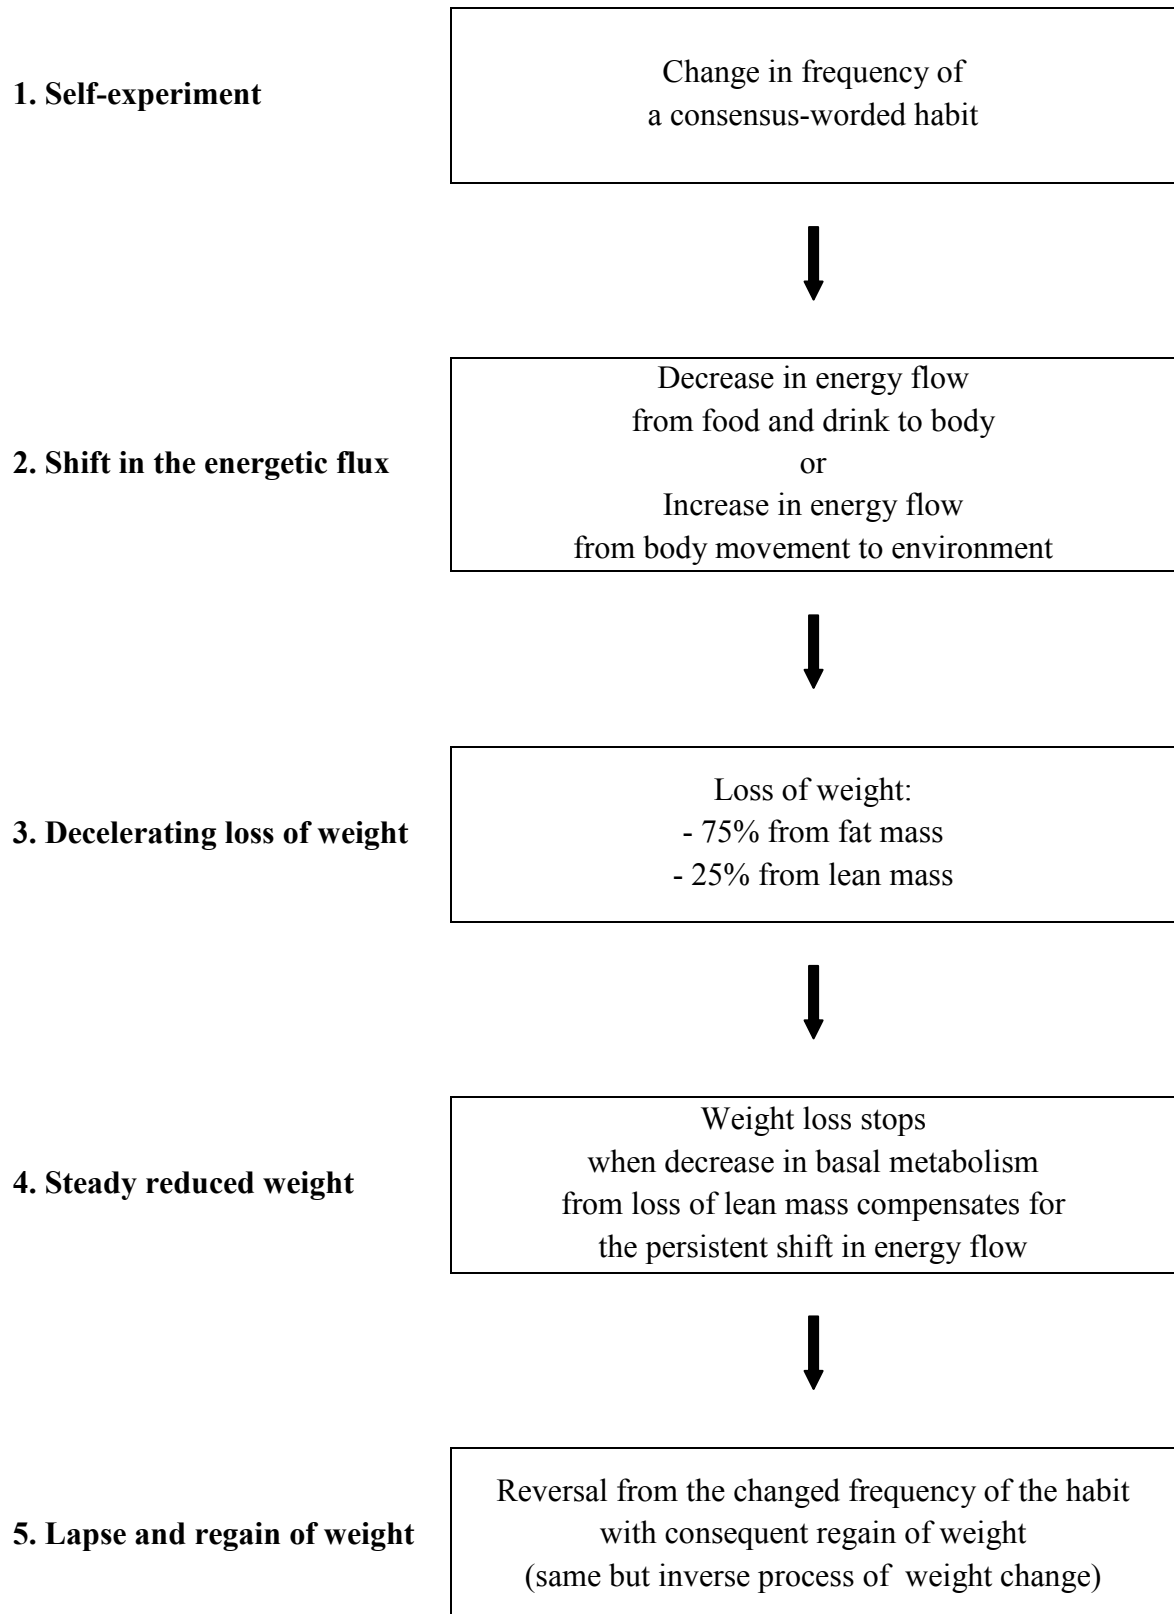 1. Self-experiment
Change in frequency of
a consensus-worded habit
2. Shift in the energetic flux
Decrease in energy flow
from food and drink to body
or
Increase in energy flow
from body movement to environment
3. Decelerating loss of weight
Loss of weight:
- 75% from fat mass
- 25% from lean mass
4. Steady reduced weight
Weight loss stops
when decrease in basal metabolism
from loss of lean mass compensates for
the persistent shift in energy flow
5. Lapse and regain of weight
Reversal from the changed frequency of the habit
with consequent regain of weight
(same but inverse process of weight change)